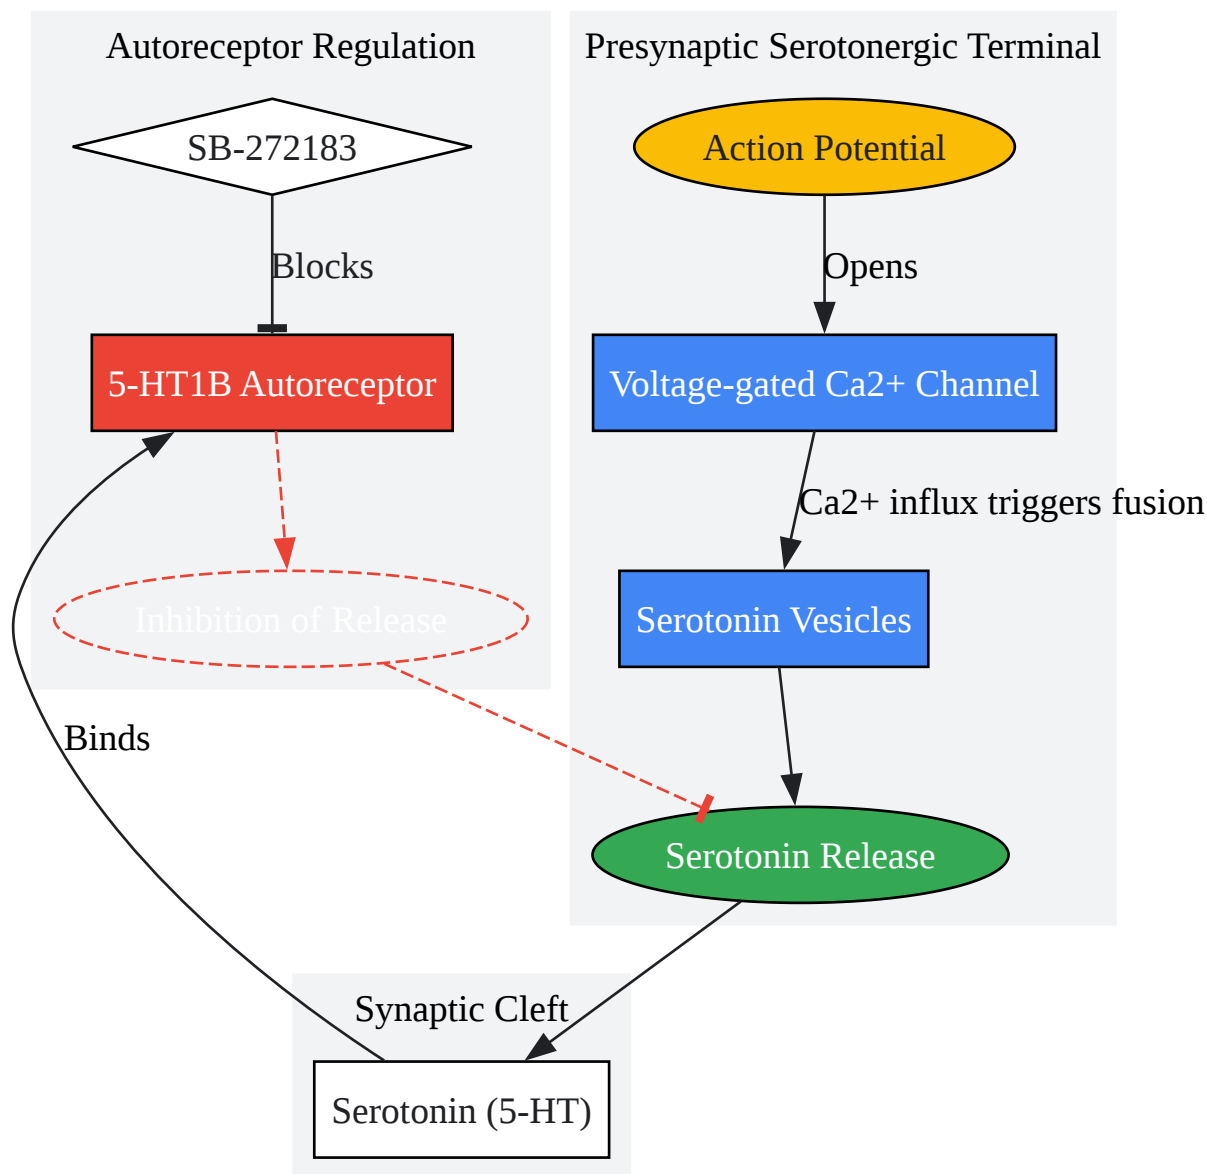 Autoreceptor Regulation
Presynaptic Serotonergic Terminal
SB-272183
Action Potential
Blocks
Opens
5-HT1B Autoreceptor
Voltage-gated Ca2+ Channel
Ca2+ influx triggers fusion
Inhibition of Release
Serotonin Vesicles
Binds
Serotonin Release
Synaptic Cleft
Serotonin (5-HT)